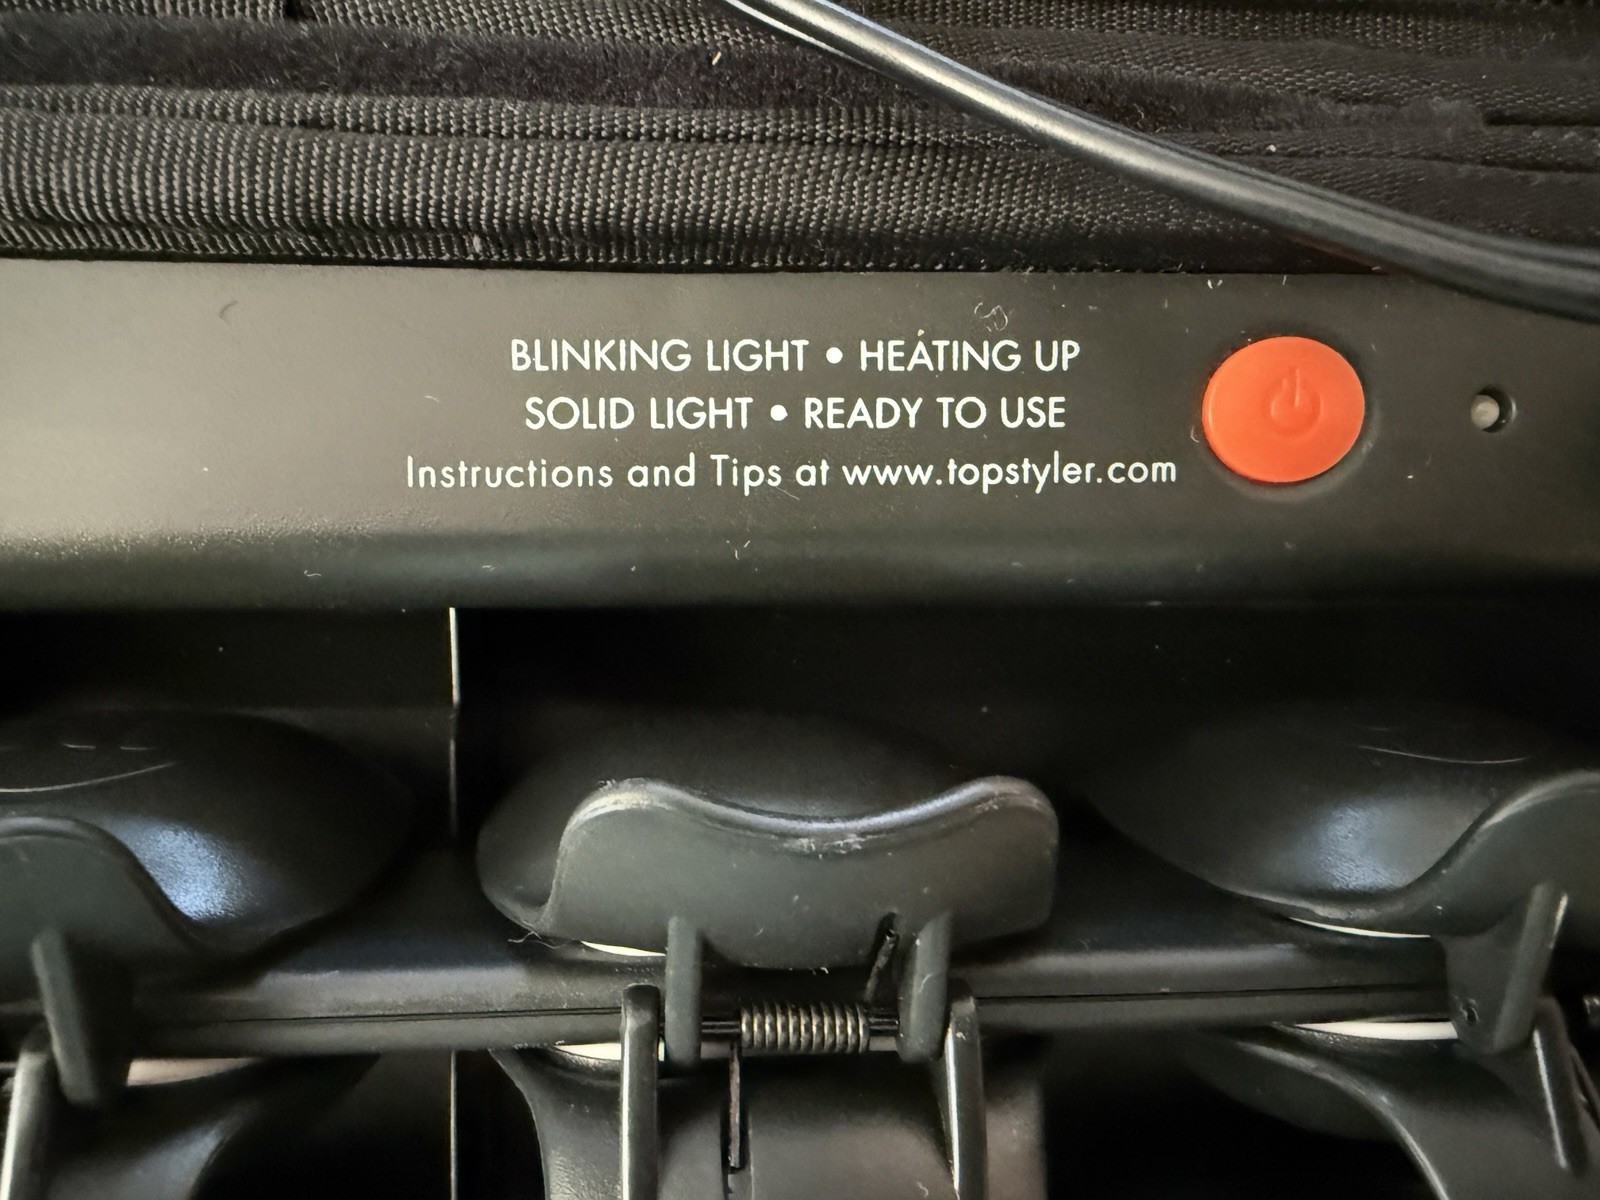 BLINKING LIGHT • HEATING UP
SOLID LIGHT • READY TO USE
Instructions and Tips at www.topstyler.com